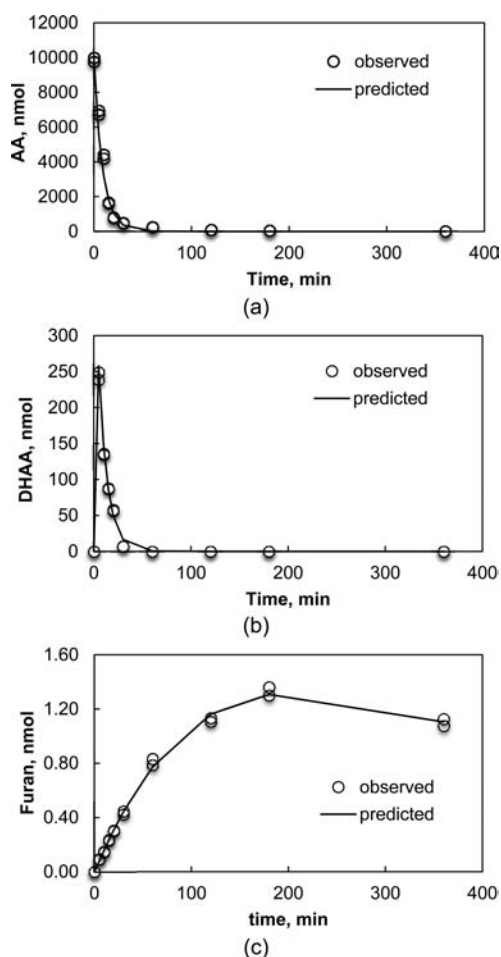 12000
10000
8000
6000
4000
2000
0
AA, nmol
observed
predicted
0 100 200 300 400
Time, min
(a)
300
250
200
150
100
50
0
DHAA, nmol
observed
predicted
0 100 200 300 400
Time, min
(b)
1.60
1.20
0.80
0.40
0.00
Furan, nmol
observed
predicted
0 100 200 300 400
time, min
(c)